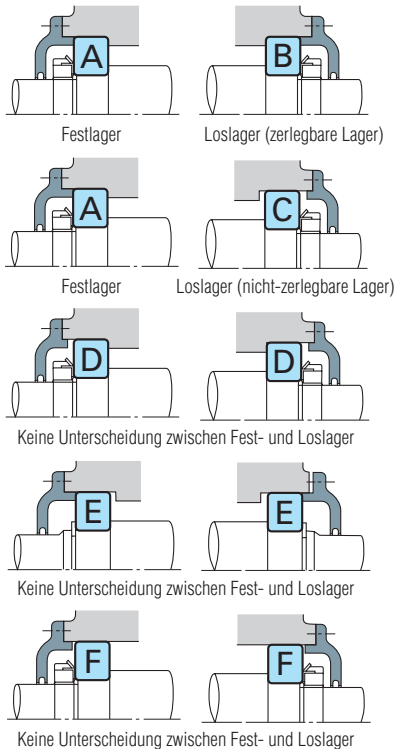 A B
Festlager Loslager (zerlegbare Lager)
A C
Festlager Loslager (nicht-zerlegbare Lager)
D D
Keine Unterscheidung zwischen Fest- und Loslager
E E
Keine Unterscheidung zwischen Fest- und Loslager
F F
Keine Unterscheidung zwischen Fest- und Loslager